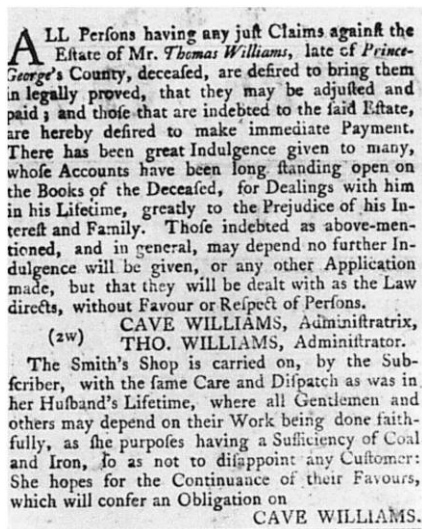 ALL Perſons having any juſt Claims againſt the
Eſtate of Mr. Thomas Williams, late of Prince-
George's County, deceaſed, are deſired to bring them
in legally proved, that they may be adjuſted and
paid; and thoſe that are indebted to the ſaid Eſtate,
are hereby deſired to make immediate Payment.
There has been great Indulgence given to many,
whoſe Accounts have been long ſtanding open on
the Books of the Deceaſed, for Dealings with him
in his Lifetime, greatly to the Prejudice of his In-
tereſt and Family. Thoſe indebted as above-men-
tioned, and in general, may depend no further In-
dulgence will be given, or any other Application
made, but that they will be dealt with as the Law
directs, without Favour or Reſpect of Perſons.
CAVE WILLIAMS, Adminiſtratrix,
(2w) THO. WILLIAMS, Adminiſtrator.
The Smith's Shop is carried on, by the Sub-
ſcriber, with the ſame Care and Diſpatch as was in
her Huſband's Lifetime, where all Gentlemen and
others may depend on their Work being done faith-
fully, as ſhe purpoſes having a Sufficiency of Coal
and Iron, ſo as not to diſappoint any Cuſtomer:
She hopes for the Continuance of their Favours,
which will confer an Obligation on
CAVE WILLIAMS.